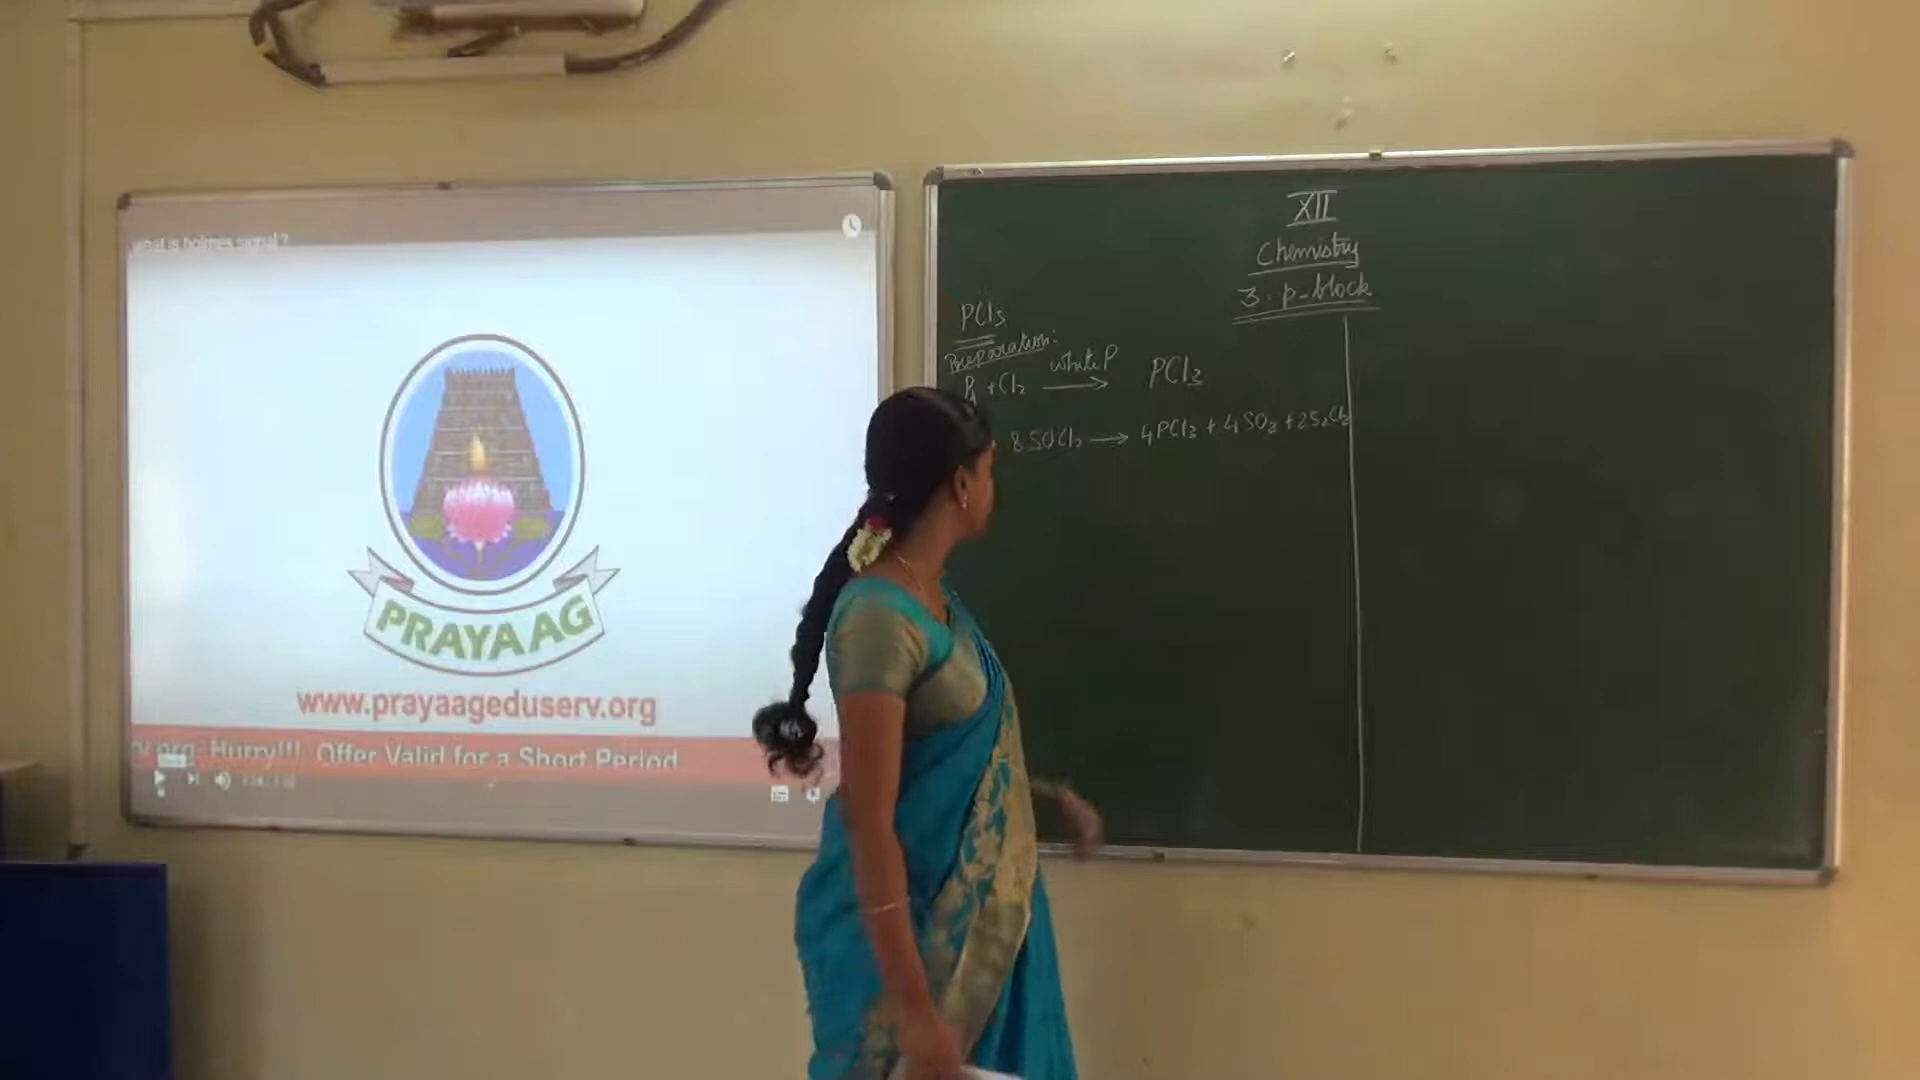 what is holmes signal ?
PRAYAAG
www.prayaageduserv.org
Hurry!!! Offer Valid for a Short Period
XII
Chemistry
3. p-block
PCl₃
Preparation:
P₄ + Cl₂ white P → PCl₃
+ 8SOCl₂ → 4PCl₃ + 4SO₂ + 2S₂Cl₂